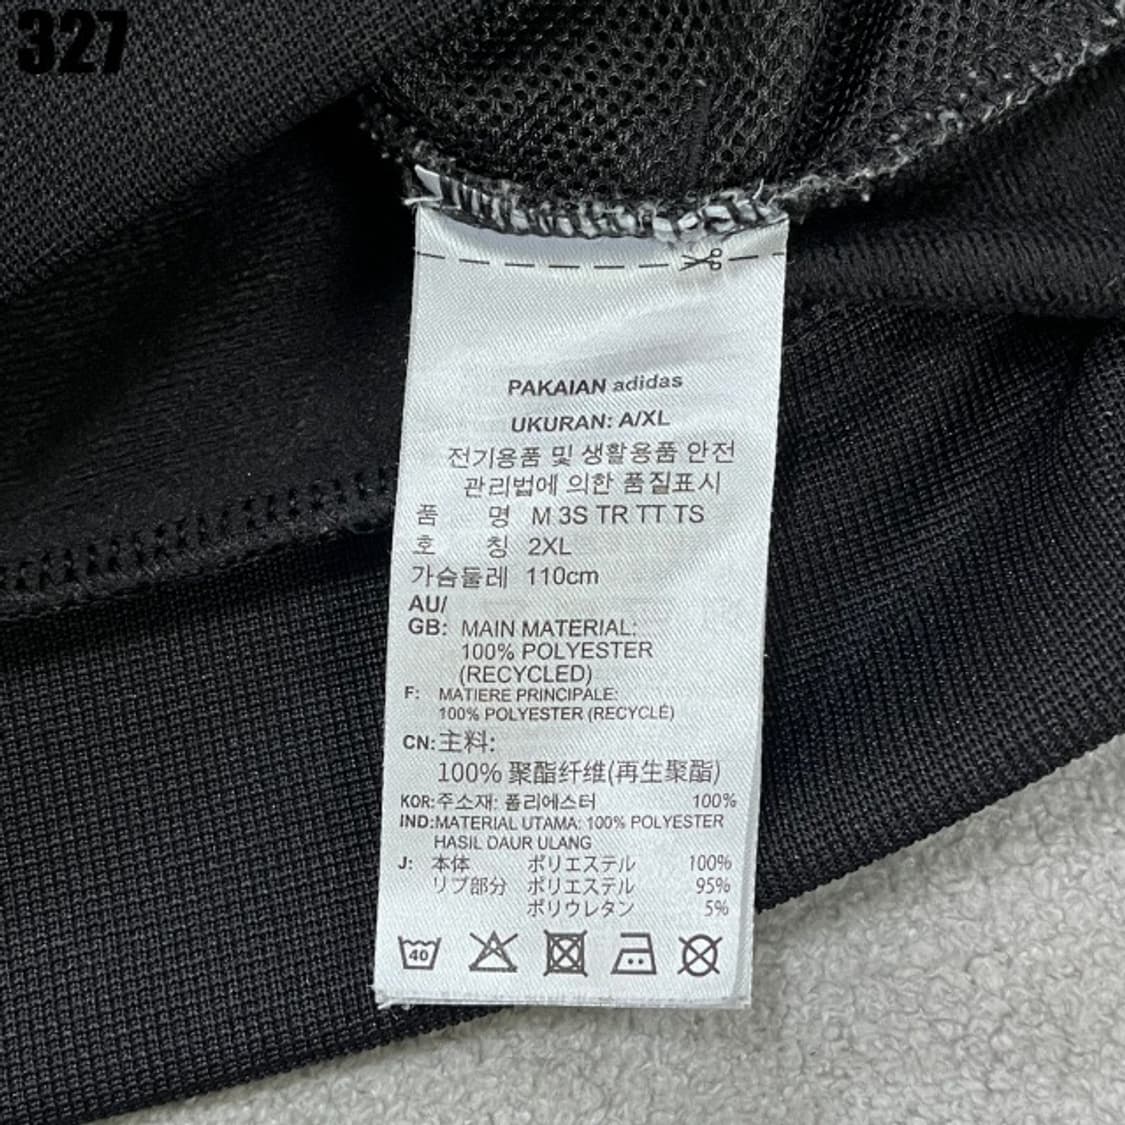 327
PAKAIAN adidas
UKURAN: A/XL
전기용품 및 생활용품 안전
관리법에 의한 품질표시
품 명 M 3S TR TT TS
호 칭 2XL
가슴둘레 110cm
AU/
GB: MAIN MATERIAL:
100% POLYESTER
(RECYCLED)
F: MATIERE PRINCIPALE:
100% POLYESTER (RECYCLÉ)
CN: 主料:
100% 聚酯纤维(再生聚酯)
KOR: 주소재: 폴리에스터 100%
IND: MATERIAL UTAMA: 100% POLYESTER
HASIL DAUR ULANG
J: 本体 ポリエステル 100%
リブ部分 ポリエステル 95%
ポリウレタン 5%
40